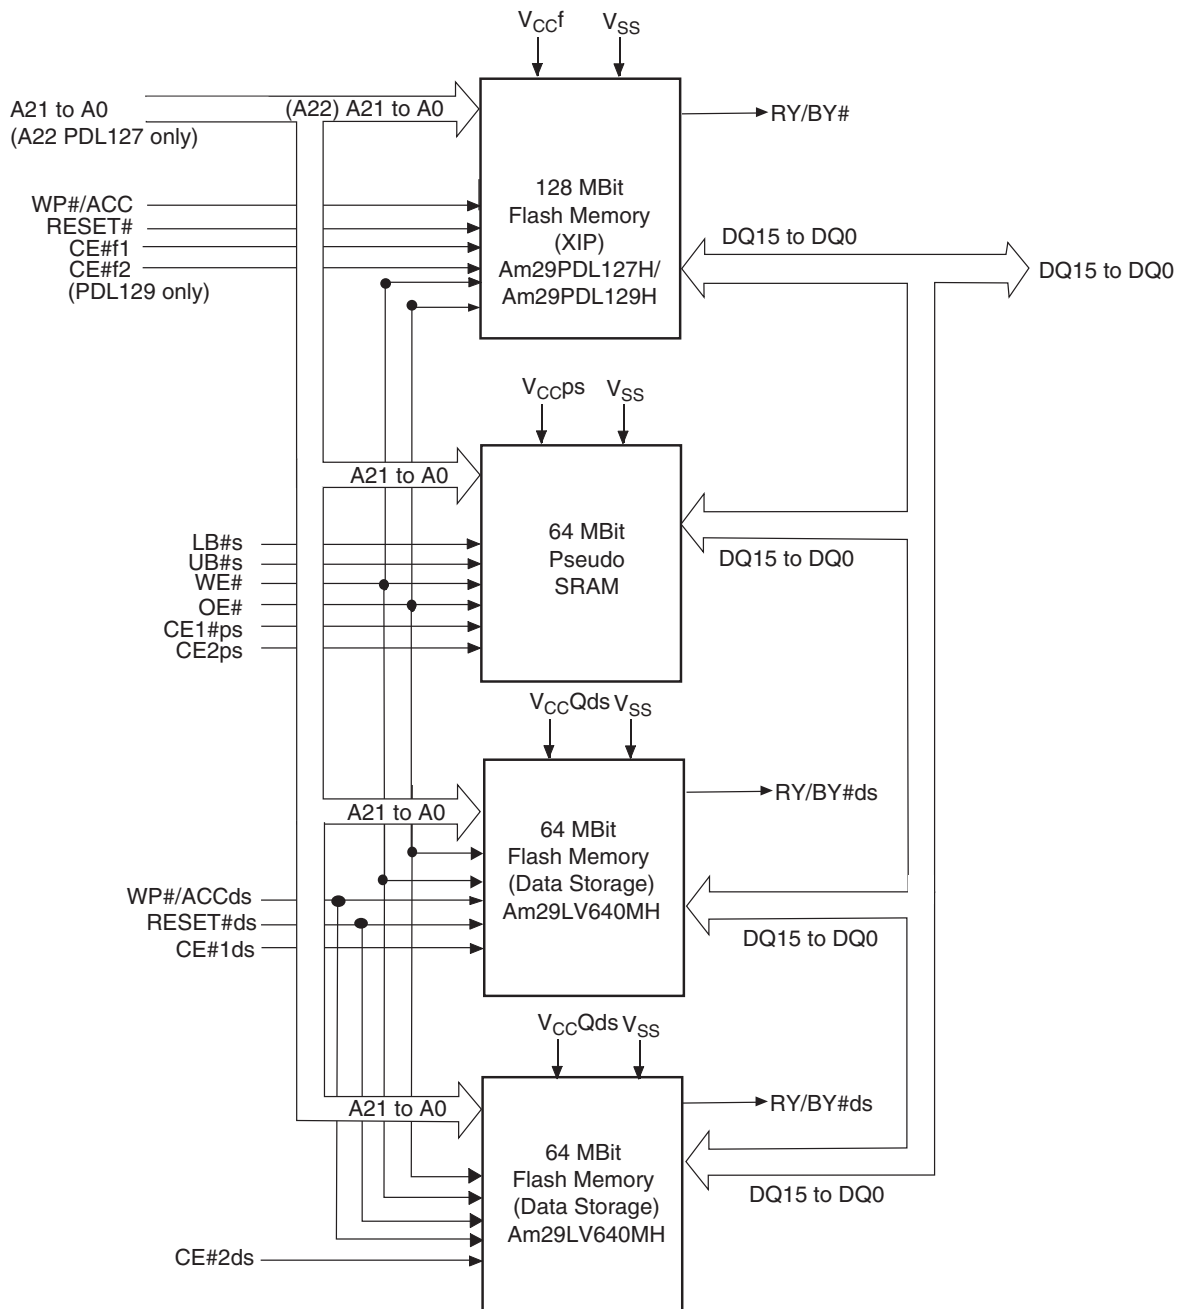 VCCf VSS
A21 to A0
(A22 PDL127 only)
(A22) A21 to A0
RY/BY#
WP#/ACC
RESET#
CE#f1
CE#f2
(PDL129 only)
128 MBit
Flash Memory
(XIP)
Am29PDL127H/
Am29PDL129H
DQ15 to DQ0
DQ15 to DQ0
VCCps VSS
A21 to A0
LB#s
UB#s
WE#
OE#
CE1#ps
CE2ps
64 MBit
Pseudo
SRAM
DQ15 to DQ0
VCCQds VSS
A21 to A0
RY/BY#ds
WP#/ACCds
RESET#ds
CE#1ds
64 MBit
Flash Memory
(Data Storage)
Am29LV640MH
DQ15 to DQ0
VCCQds VSS
A21 to A0
RY/BY#ds
64 MBit
Flash Memory
(Data Storage)
Am29LV640MH
DQ15 to DQ0
CE#2ds